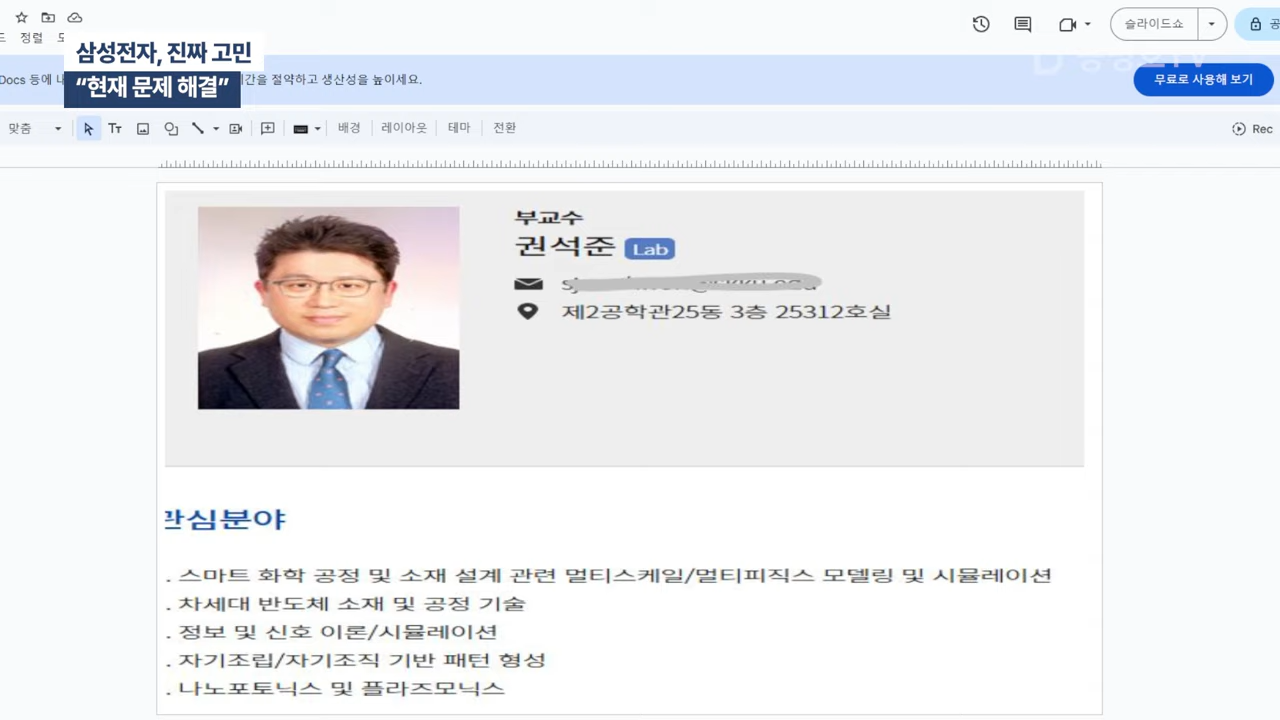 정렬
삼성전자, 진짜 고민
“현재 문제 해결”
Docs 등에
간을 절약하고 생산성을 높이세요.
슬라이드쇼
무료로 사용해 보기
맞춤
배경
레이아웃
테마
전환
Rec
부교수
권석준 Lab
제2공학관25동 3층 25312호실
관심분야
. 스마트 화학 공정 및 소재 설계 관련 멀티스케일/멀티피직스 모델링 및 시뮬레이션
. 차세대 반도체 소재 및 공정 기술
. 정보 및 신호 이론/시뮬레이션
. 자기조립/자기조직 기반 패턴 형성
. 나노포토닉스 및 플라즈모닉스